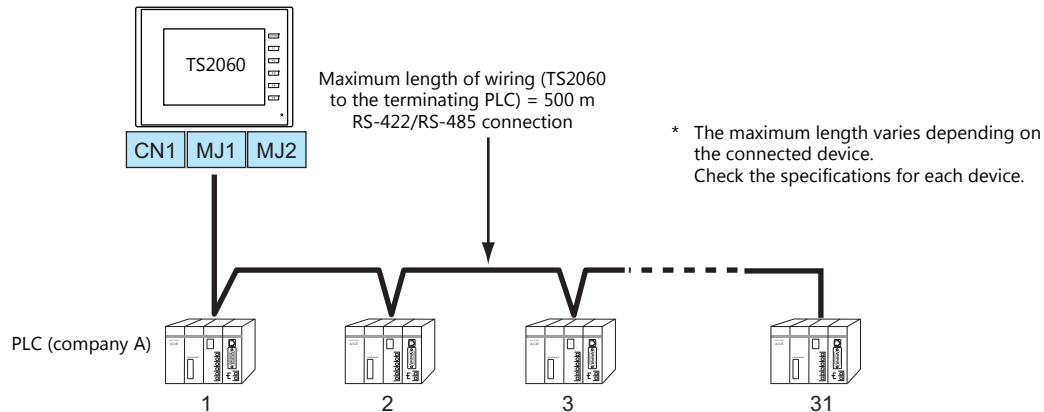 TS2060
Maximum length of wiring (TS2060
to the terminating PLC) = 500 m
RS-422/RS-485 connection
* The maximum length varies depending on
the connected device.
Check the specifications for each device.
CN1 MJ1 MJ2
PLC (company A)
1 2 3 31